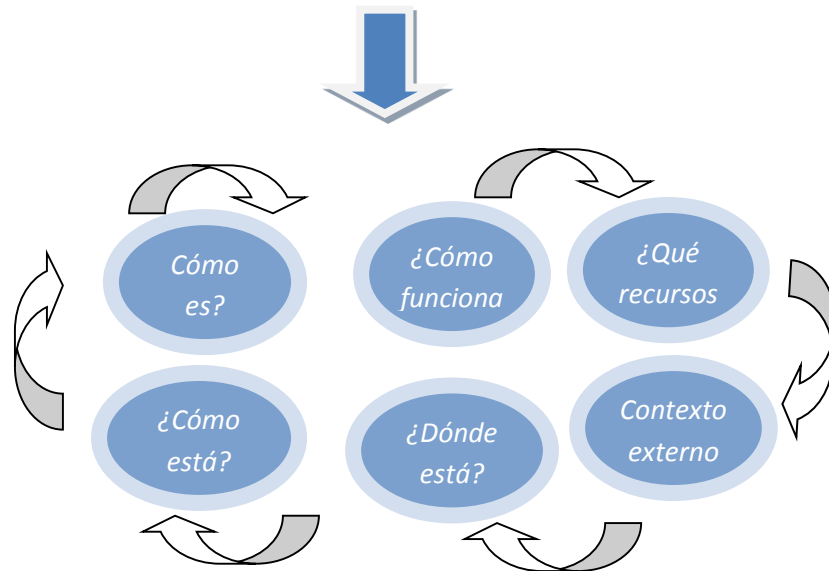 Cómo
es?
¿Cómo
funciona
¿Qué
recursos
¿Cómo
está?
¿Dónde
está?
Contexto
externo